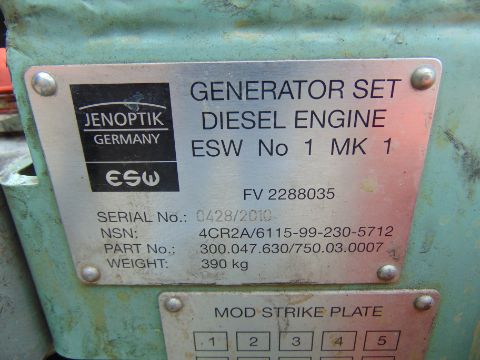 JENOPTIK
GERMANY
ESW
GENERATOR SET
DIESEL ENGINE
ESW No 1 MK 1
FV 2288035
SERIAL No.: 0428/2010
NSN: 4CR2A/6115-99-230-5712
PART No.: 300.047.630/750.03.0007
WEIGHT: 390 kg
MOD STRIKE PLATE
1 2 3 4 5